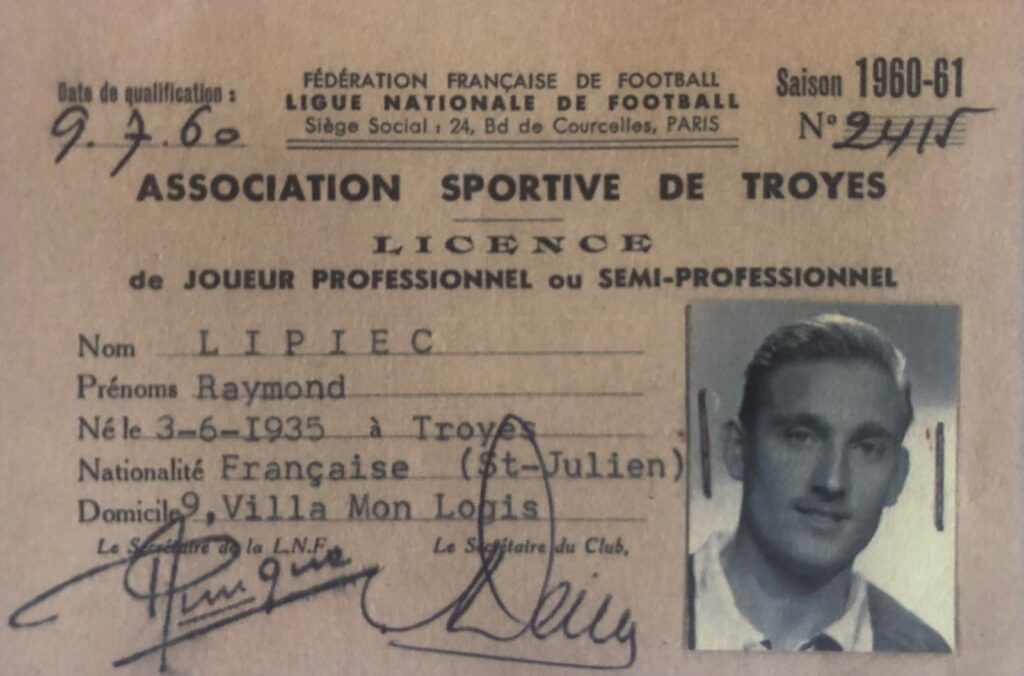 Date de qualification :
9.7.60
FÉDÉRATION FRANÇAISE DE FOOTBALL
LIGUE NATIONALE DE FOOTBALL
Siège Social : 24, Bd de Courcelles, PARIS
Saison 1960-61
N° 2415
ASSOCIATION SPORTIVE DE TROYES
LICENCE
de JOUEUR PROFESSIONNEL ou SEMI-PROFESSIONNEL
Nom LIPIEC
Prénoms Raymond
Né le 3-6-1935 à Troyes
Nationalité Française (St-Julien)
Domicile 9, Villa Mon Logis
Le Secrétaire de la L.N.F.
Le Secrétaire du Club,